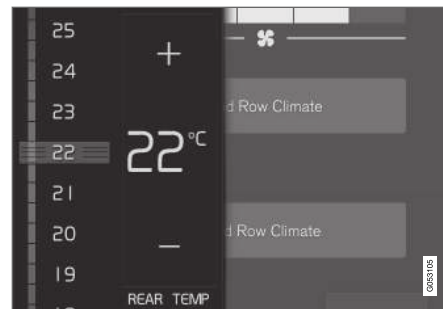 25
24
23
22
21
20
19
+
22°C
–
REAR TEMP
d Row Climate
d Row Climate
G053105